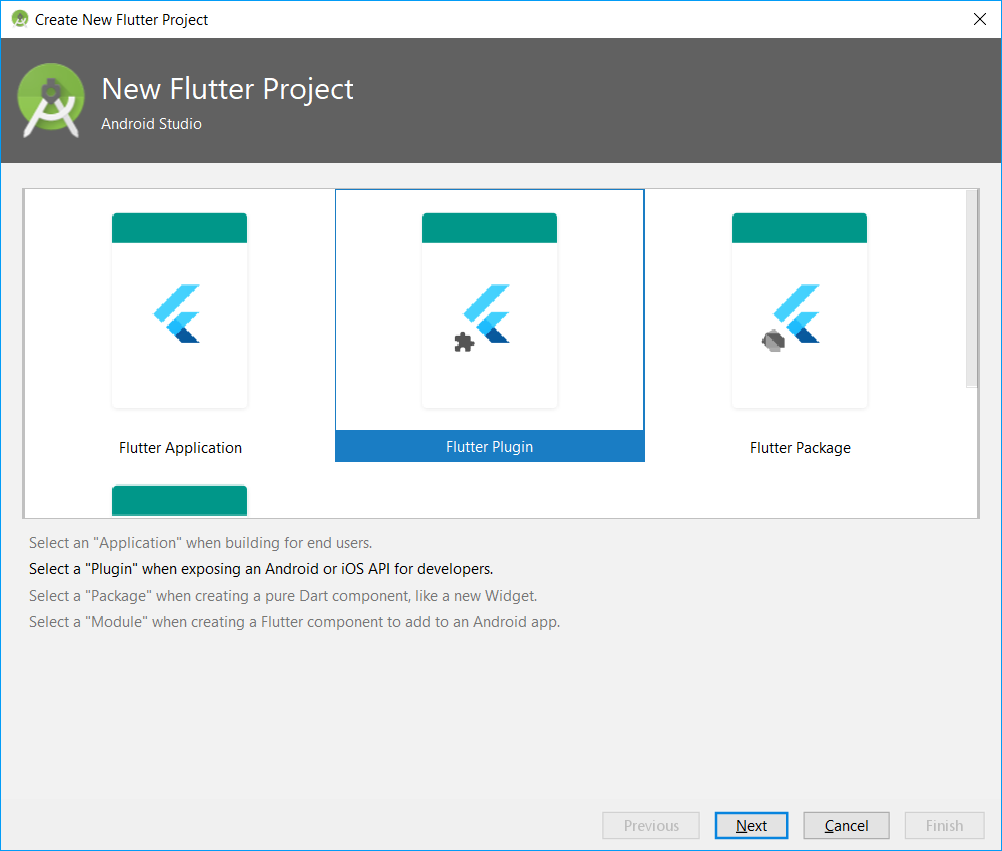 Create New Flutter Project
New Flutter Project
Android Studio
Flutter Application
Flutter Plugin
Flutter Package
Select an "Application" when building for end users.
Select a "Plugin" when exposing an Android or iOS API for developers.
Select a "Package" when creating a pure Dart component, like a new Widget.
Select a "Module" when creating a Flutter component to add to an Android app.
Previous
Next
Cancel
Finish